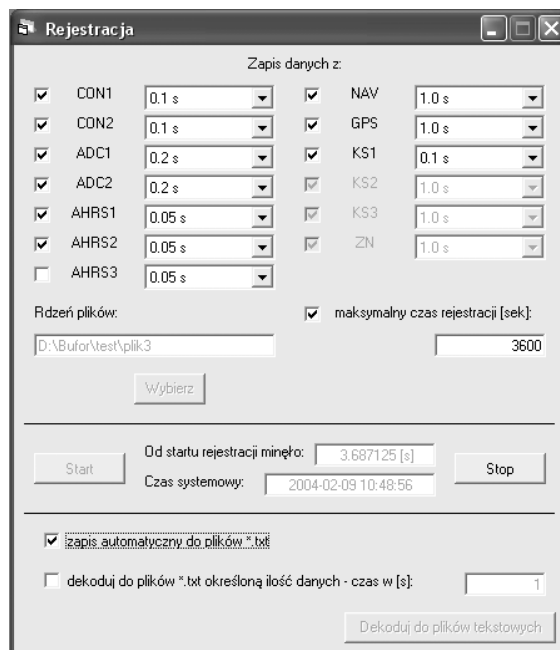 Rejestracja
Zapis danych z:
CON1 0.1 s NAV 1.0 s
CON2 0.1 s GPS 1.0 s
ADC1 0.2 s KS1 0.1 s
ADC2 0.2 s KS2 1.0 s
AHRS1 0.05 s KS3 1.0 s
AHRS2 0.05 s ZN 1.0 s
AHRS3 0.05 s
Rdzeń plików: maksymalny czas rejestracji [sek]:
D:\Bufor\test\plik3 3600
Wybierz
Od startu rejestracji minęło: 3.687125 [s]
Start Stop
Czas systemowy: 2004-02-09 10:48:56
zapis automatyczny do plików *.txt
dekoduj do plików *.txt określoną ilość danych - czas w [s]: 1
Dekoduj do plików tekstowych